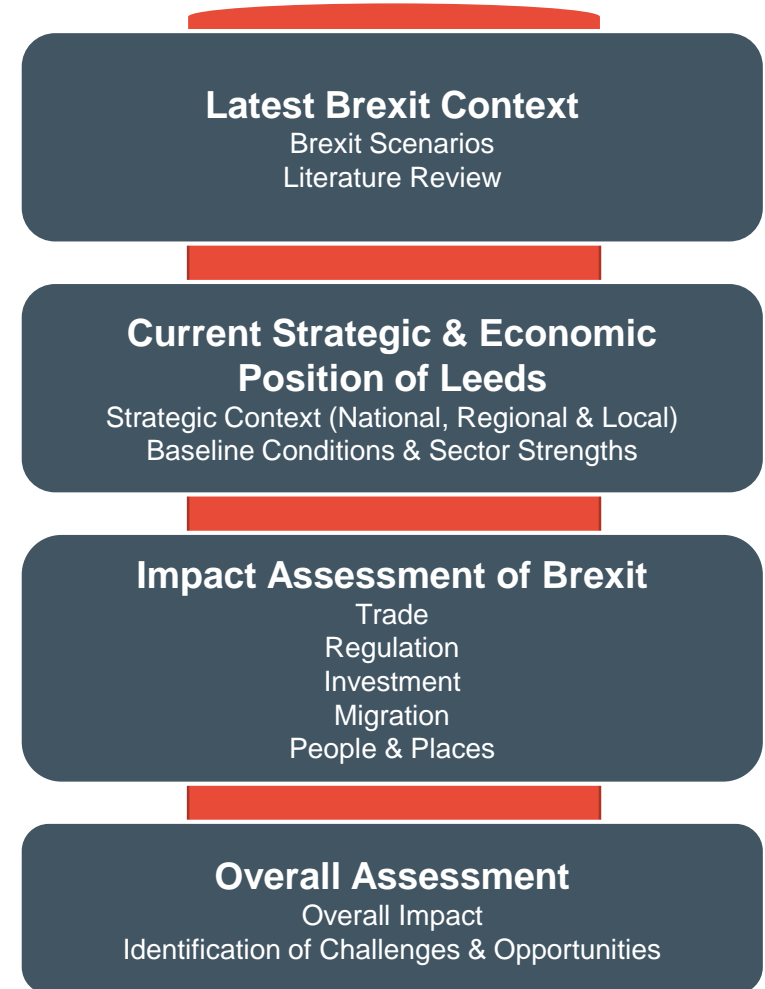 Latest Brexit Context
Brexit Scenarios
Literature Review
Current Strategic & Economic
Position of Leeds
Strategic Context (National, Regional & Local)
Baseline Conditions & Sector Strengths
Impact Assessment of Brexit
Trade
Regulation
Investment
Migration
People & Places
Overall Assessment
Overall Impact
Identification of Challenges & Opportunities